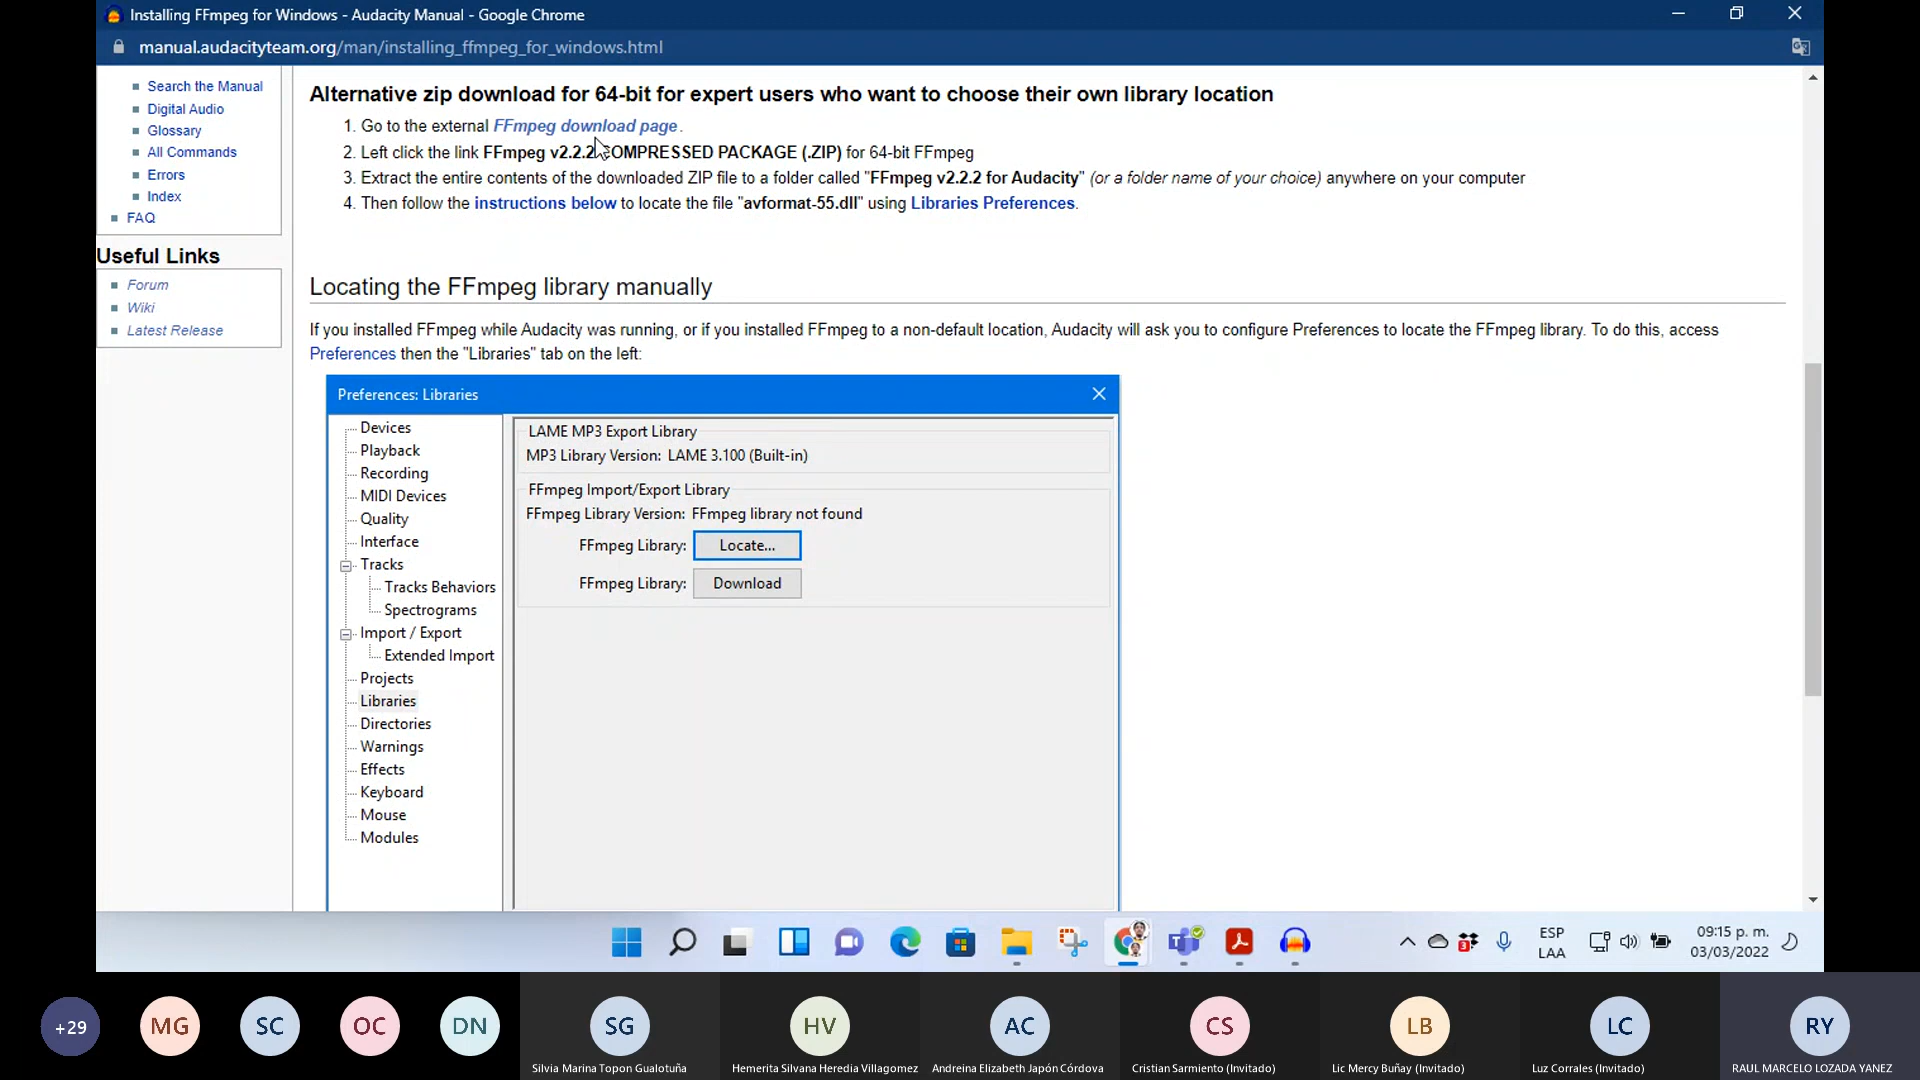 Installing FFmpeg for Windows - Audacity Manual - Google Chrome
manual.audacityteam.org/man/installing_ffmpeg_for_windows.html
Search the Manual
Digital Audio
Glossary
All Commands
Errors
Index
FAQ
Useful Links
Forum
Wiki
Latest Release
Alternative zip download for 64-bit for expert users who want to choose their own library location
1. Go to the external FFmpeg download page.
2. Left click the link FFmpeg v2.2.2 COMPRESSED PACKAGE (.ZIP) for 64-bit FFmpeg
3. Extract the entire contents of the downloaded ZIP file to a folder called "FFmpeg v2.2.2 for Audacity" (or a folder name of your choice) anywhere on your computer
4. Then follow the instructions below to locate the file "avformat-55.dll" using Libraries Preferences.
Locating the FFmpeg library manually
If you installed FFmpeg while Audacity was running, or if you installed FFmpeg to a non-default location, Audacity will ask you to configure Preferences to locate the FFmpeg library. To do this, access
Preferences then the "Libraries" tab on the left:
Preferences: Libraries
Devices
Playback
Recording
MIDI Devices
Quality
Interface
Tracks
Tracks Behaviors
Spectrograms
Import / Export
Extended Import
Projects
Libraries
Directories
Warnings
Effects
Keyboard
Mouse
Modules
LAME MP3 Export Library
MP3 Library Version: LAME 3.100 (Built-in)
FFmpeg Import/Export Library
FFmpeg Library Version: FFmpeg library not found
FFmpeg Library: Locate...
FFmpeg Library: Download
3
ESP
LAA
09:15 p. m.
03/03/2022
+29
MG
SC
OC
DN
SG
HV
AC
CS
LB
LC
RY
Silvia Marina Topon Gualotuña
Hemerita Silvana Heredia Villagomez
Andreina Elizabeth Japón Córdova
Cristian Sarmiento (Invitado)
Lic Mercy Buñay (Invitado)
Luz Corrales (Invitado)
RAUL MARCELO LOZADA YANEZ